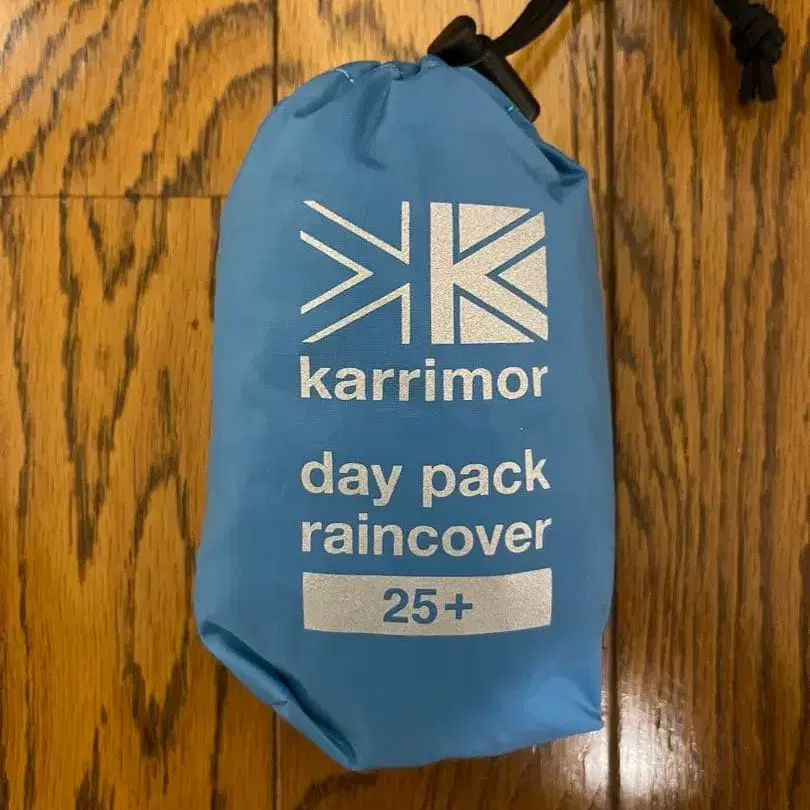 karrimor
day pack
raincover
25+